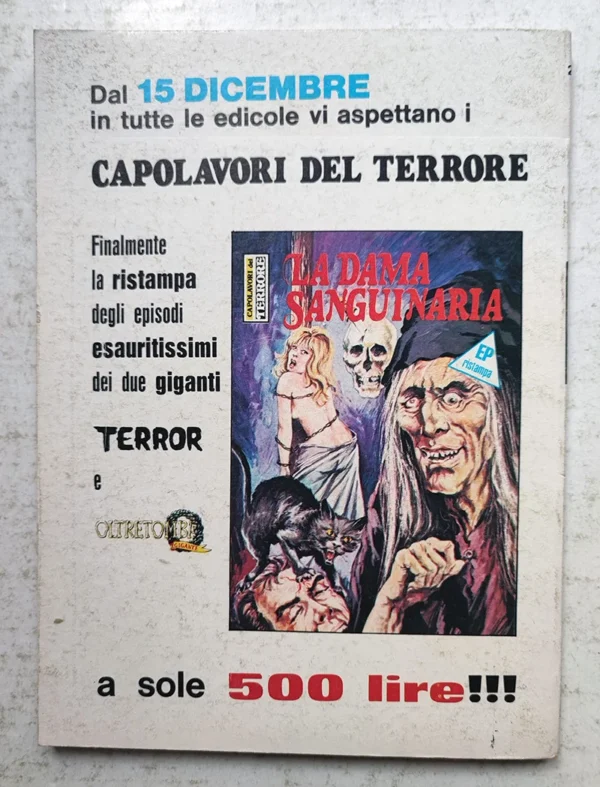 Dal 15 DICEMBRE
in tutte le edicole vi aspettano i
CAPOLAVORI DEL TERRORE
Finalmente
la ristampa
degli episodi
esauritissimi
dei due giganti
TERROR
e
OLTRETOMBA
GIGANTE
CAPOLAVORI del
TERRORE
LA DAMA
SANGUINARIA
EP
ristampa
a sole 500 lire!!!